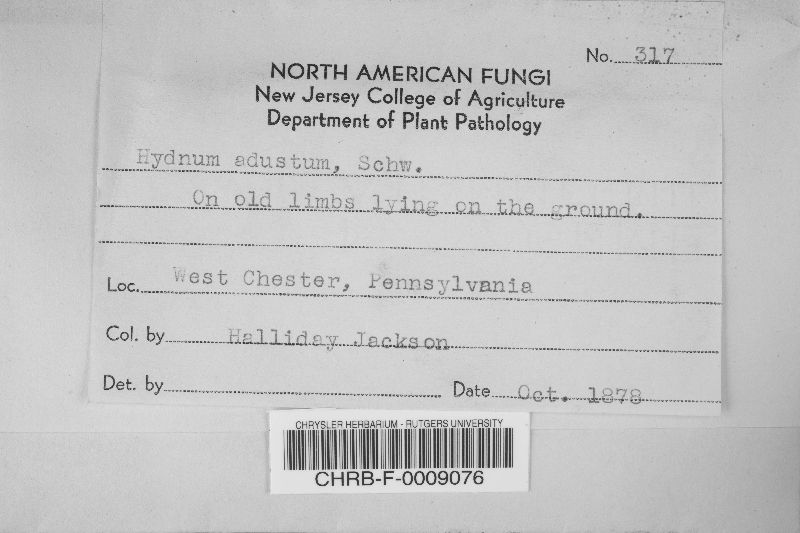 No. 317
NORTH AMERICAN FUNGI
New Jersey College of Agriculture
Department of Plant Pathology
Hydnum adustum, Schw.
On old limbs lying on the ground.
Loc. West Chester, Pennsylvania
Col. by Halliday Jackson
Det. by Date Oct. 1878
CHRYSLER HERBARIUM - RUTGERS UNIVERSITY
CHRB-F-0009076